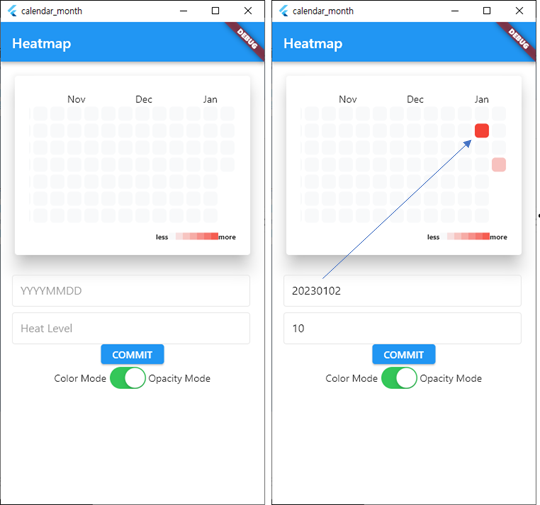 calendar_month
Heatmap
DEBUG
Nov Dec Jan
less more
YYYYMMDD
Heat Level
COMMIT
Color Mode Opacity Mode
calendar_month
Heatmap
DEBUG
Nov Dec Jan
less more
20230102
10
COMMIT
Color Mode Opacity Mode